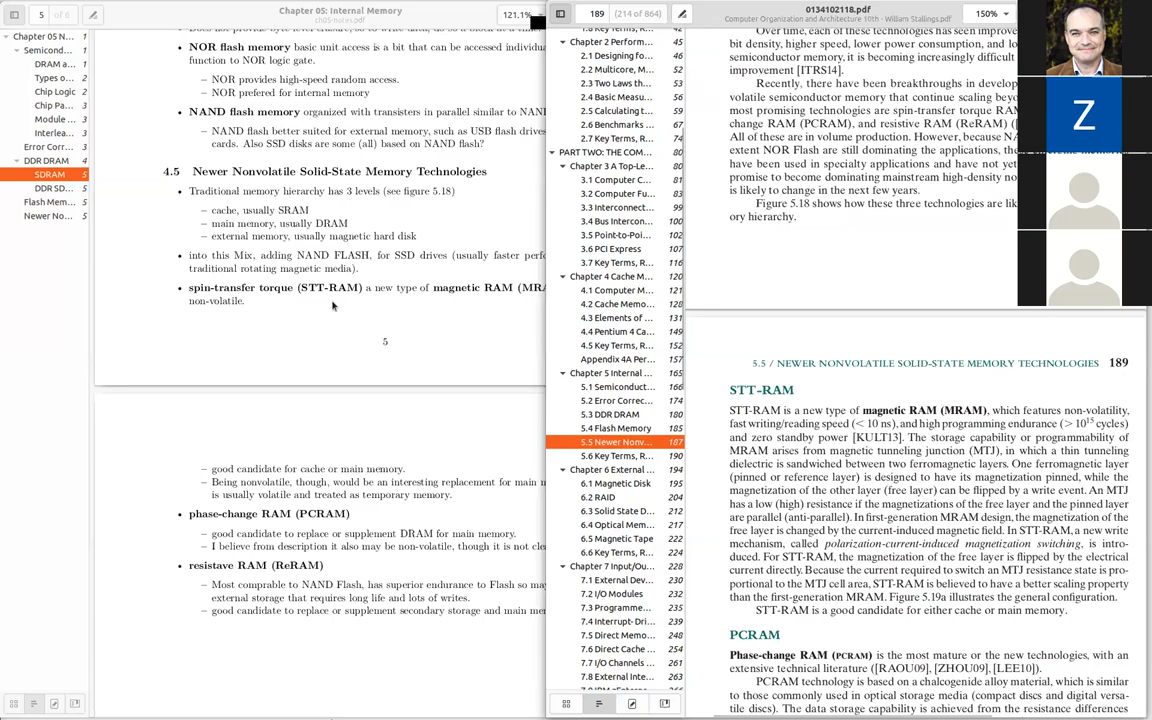 5 of 6
Chapter 05: Internal Memory
ch05-notes.pdf
121.1%
Chapter 05 N... 1
Semicond... 1
DRAM a... 1
Types o... 2
Chip Logic 2
Chip Pa... 3
Module ... 3
Interlea... 3
Error Corr... 3
DDR DRAM 4
SDRAM 5
DDR SD... 5
Flash Mem... 5
Newer No... 5
• NOR flash memory basic unit access is a bit that can be accessed individua
function to NOR logic gate.
– NOR provides high-speed random access.
– NOR prefered for internal memory
• NAND flash memory organized with transisters in parallel similar to NAND
– NAND flash better suited for external memory, such as USB flash drives
cards. Also SSD disks are some (all) based on NAND flash?
4.5 Newer Nonvolatile Solid-State Memory Technologies
• Traditional memory hierarchy has 3 levels (see figure 5.18)
– cache, usually SRAM
– main memory, usually DRAM
– external memory, usually magnetic hard disk
• into this Mix, adding NAND FLASH, for SSD drives (usually faster perf
traditional rotating magnetic media).
• spin-transfer torque (STT-RAM) a new type of magnetic RAM (MRA
non-volatile.
5
– good candidate for cache or main memory.
– Being nonvolatile, though, would be an interesting replacement for main m
is usually volatile and treated as temporary memory.
• phase-change RAM (PCRAM)
– good candidate to replace or supplement DRAM for main memory.
– I believe from description it also may be non-volatile, though it is not cle
• resistave RAM (ReRAM)
– Most comprable to NAND Flash, has superior endurance to Flash so may
external storage that requires long life and lots of writes.
– good candidate to replace or supplement secondary storage and main mem
189 (214 of 864)
0134102118.pdf
Computer Organization and Architecture 10th - William Stallings.pdf
150%
Chapter 2 Perform... 45
2.1 Designing fo... 46
2.2 Multicore, M... 52
2.3 Two Laws th... 53
2.4 Basic Measu... 56
2.5 Calculating t... 59
2.6 Benchmarks ... 67
2.7 Key Terms, R... 74
PART TWO: THE COM... 80
Chapter 3 A Top-Le... 80
3.1 Computer C... 81
3.2 Computer Fu... 83
3.3 Interconnect... 99
3.4 Bus Intercon... 100
3.5 Point-to-Poi... 102
3.6 PCI Express 107
3.7 Key Terms, R... 116
Chapter 4 Cache M... 120
4.1 Computer M... 121
4.2 Cache Memo... 128
4.3 Elements of ... 131
4.4 Pentium 4 Ca... 149
4.5 Key Terms, R... 152
Appendix 4A Per... 157
Chapter 5 Internal ... 165
5.1 Semiconduct... 166
5.2 Error Correc... 174
5.3 DDR DRAM 180
5.4 Flash Memory 185
5.5 Newer Nonv... 187
5.6 Key Terms, R... 190
Chapter 6 External ... 194
6.1 Magnetic Disk 195
6.2 RAID 204
6.3 Solid State D... 212
6.4 Optical Mem... 217
6.5 Magnetic Tape 222
6.6 Key Terms, R... 224
Chapter 7 Input/Ou... 228
7.1 External Dev... 230
7.2 I/O Modules 232
7.3 Programme... 235
7.4 Interrupt- Dri... 239
7.5 Direct Memo... 248
7.6 Direct Cache ... 254
7.7 I/O Channels ... 261
7.8 External Inte... 263
Over time, each of these technologies has seen improve
bit density, higher speed, lower power consumption, and lo
semiconductor memory, it is becoming increasingly difficult
improvement [ITRS14].
Recently, there have been breakthroughs in develop
volatile semiconductor memory that continue scaling beyo
most promising technologies are spin-transfer torque RAM
change RAM (PCRAM), and resistive RAM (ReRAM) (
All of these are in volume production. However, because NA
extent NOR Flash are still dominating the applications, the
have been used in specialty applications and have not yet
promise to become dominating mainstream high-density no
is likely to change in the next few years.
Figure 5.18 shows how these three technologies are lik
ory hierarchy.
Z
5.5 / NEWER NONVOLATILE SOLID-STATE MEMORY TECHNOLOGIES 189
STT-RAM
STT-RAM is a new type of magnetic RAM (MRAM), which features non-volatility,
fast writing/reading speed (< 10 ns), and high programming endurance (> 10¹⁵ cycles)
and zero standby power [KULT13]. The storage capability or programmability of
MRAM arises from magnetic tunneling junction (MTJ), in which a thin tunneling
dielectric is sandwiched between two ferromagnetic layers. One ferromagnetic layer
(pinned or reference layer) is designed to have its magnetization pinned, while the
magnetization of the other layer (free layer) can be flipped by a write event. An MTJ
has a low (high) resistance if the magnetizations of the free layer and the pinned layer
are parallel (anti-parallel). In first-generation MRAM design, the magnetization of the
free layer is changed by the current-induced magnetic field. In STT-RAM, a new write
mechanism, called polarization-current-induced magnetization switching, is intro-
duced. For STT-RAM, the magnetization of the free layer is flipped by the electrical
current directly. Because the current required to switch an MTJ resistance state is pro-
portional to the MTJ cell area, STT-RAM is believed to have a better scaling property
than the first-generation MRAM. Figure 5.19a illustrates the general configuration.
STT-RAM is a good candidate for either cache or main memory.
PCRAM
Phase-change RAM (PCRAM) is the most mature or the new technologies, with an
extensive technical literature ([RAOU09], [ZHOU09], [LEE10]).
PCRAM technology is based on a chalcogenide alloy material, which is similar
to those commonly used in optical storage media (compact discs and digital versa-
tile discs). The data storage capability is achieved from the resistance differences